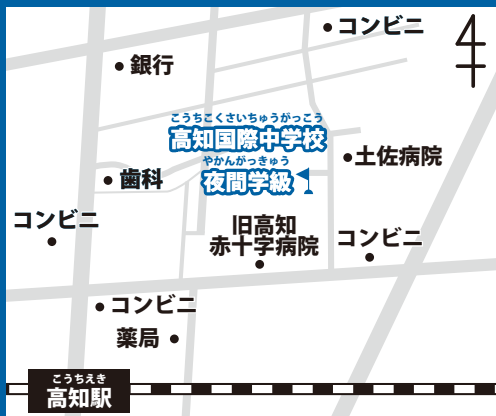 コンビニ
銀行
こうちこくさいちゅうがっこう
高知国際中学校
やかんがっきゅう
夜間学級
土佐病院
歯科
コンビニ
旧高知
赤十字病院
コンビニ
コンビニ
薬局
こうちえき
高知駅